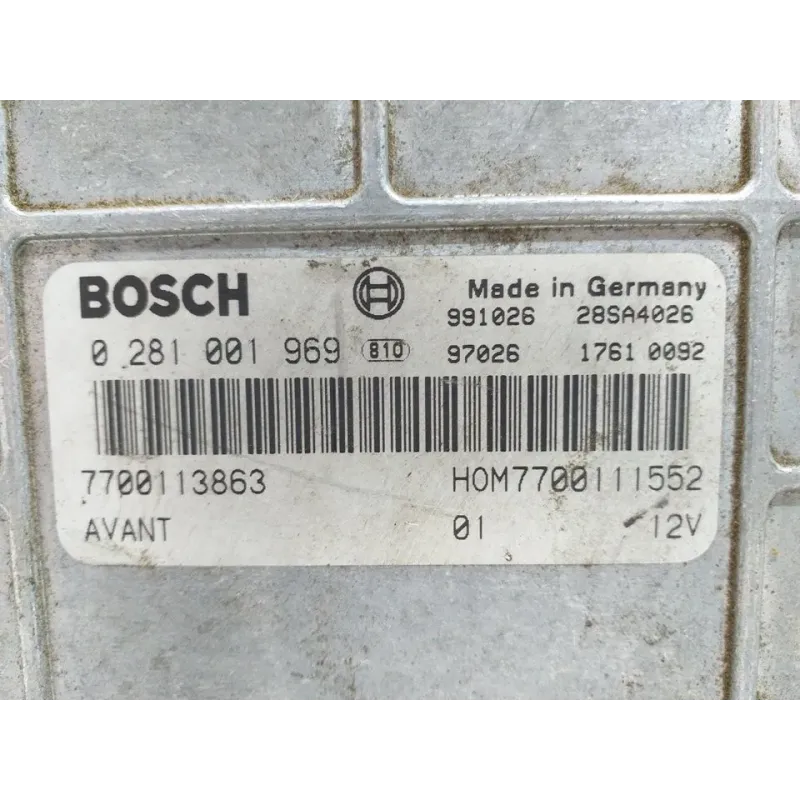 BOSCH Made in Germany
991026 28SA4026
0 281 001 969 810 97026 1761 0092
7700113863 HOM7700111552
AVANT 01 12V